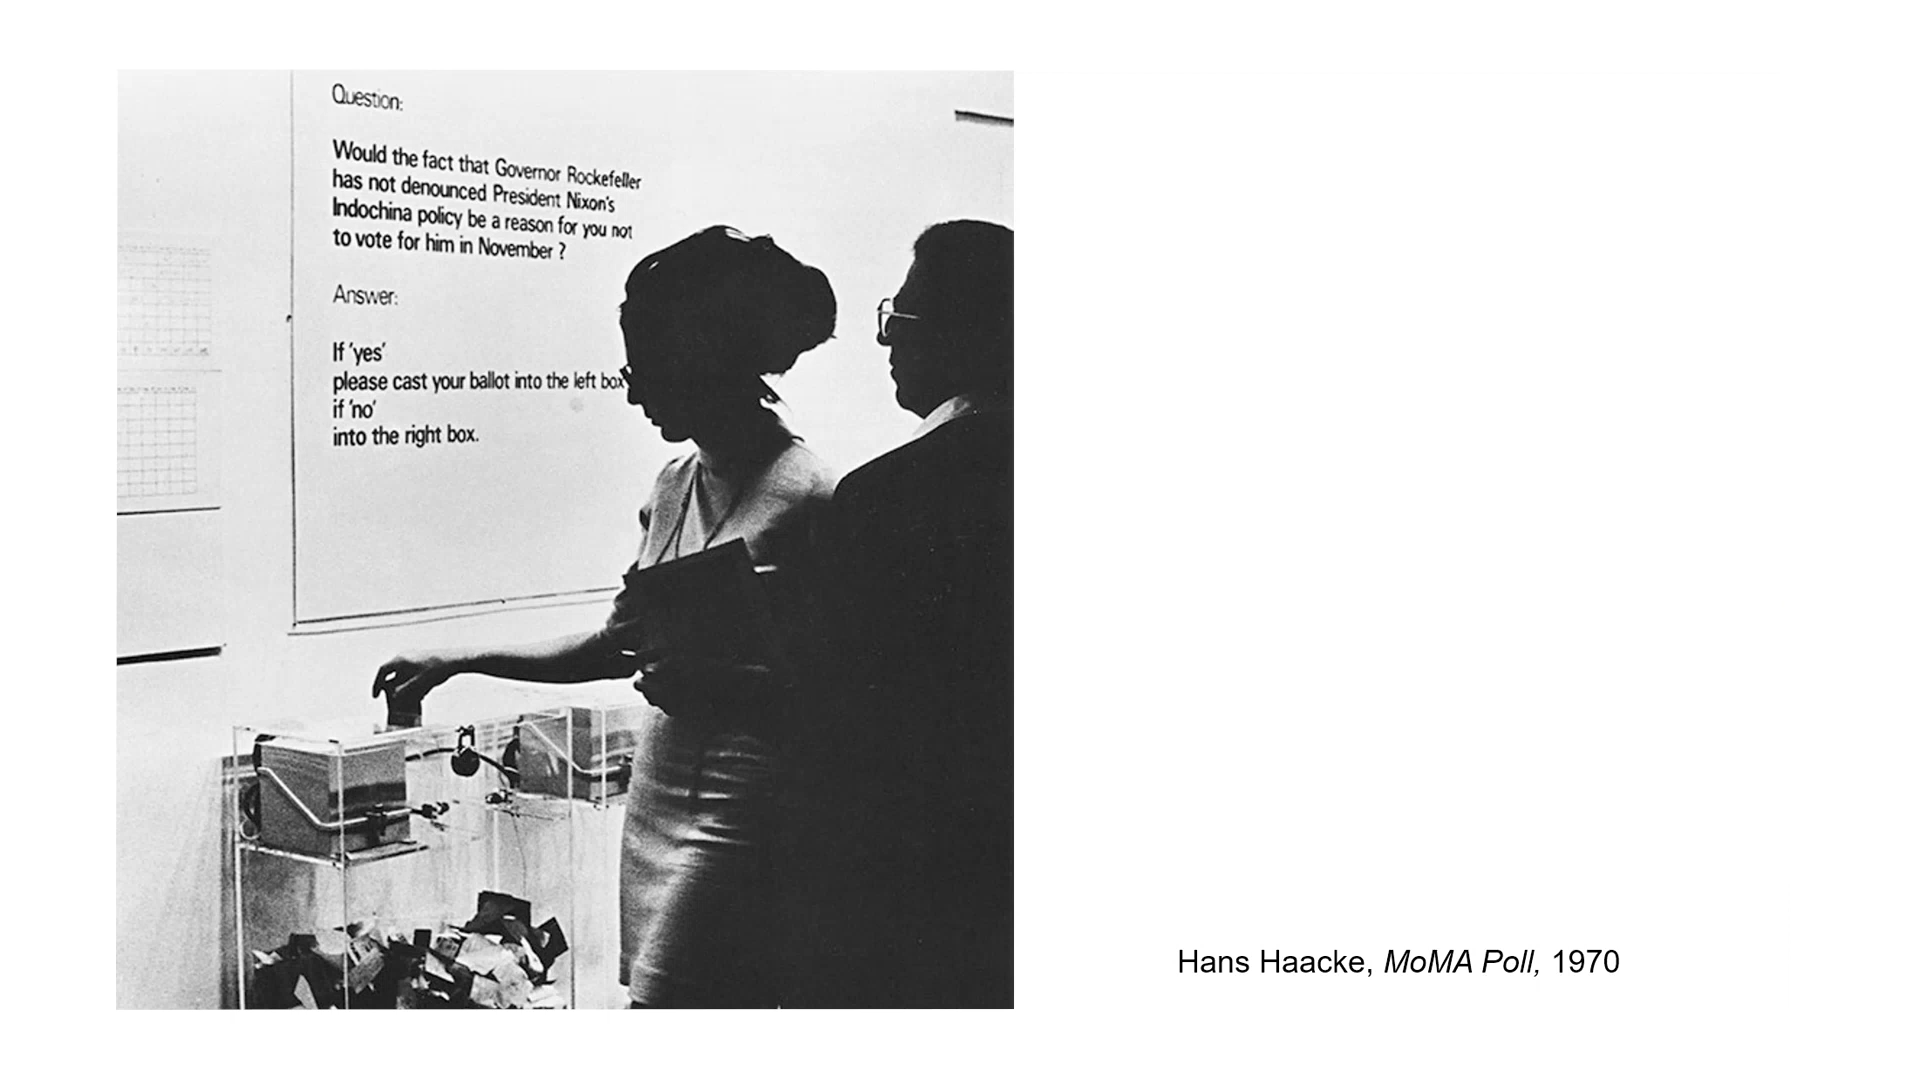 Question:
Would the fact that Governor Rockefeller
has not denounced President Nixon's
Indochina policy be a reason for you not
to vote for him in November ?
Answer:
If 'yes'
please cast your ballot into the left box
if 'no'
into the right box.
Hans Haacke, MoMA Poll, 1970